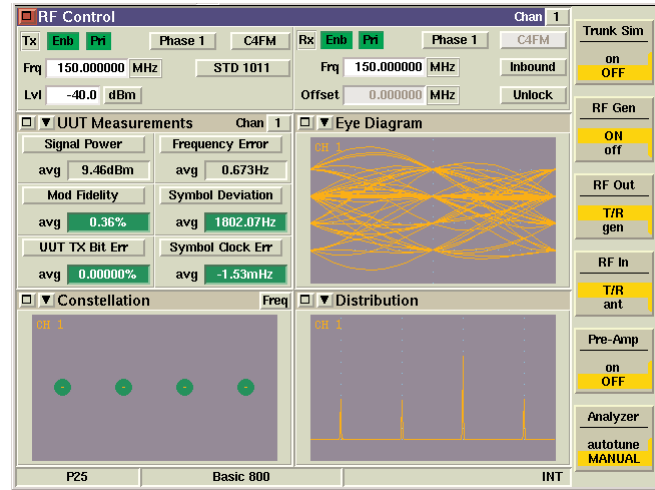 RF Control Chan 1
Tx Enb Pri Phase 1 C4FM
Frq 150.000000 MHz STD 1011
Lvl -40.0 dBm
Rx Enb Pri Phase 1 C4FM
Frq 150.000000 MHz Inbound
Offset 0.000000 MHz Unlock
UUT Measurements Chan 1
Signal Power Frequency Error
avg 9.46dBm avg 0.673Hz
Mod Fidelity Symbol Deviation
avg 0.36% avg 1802.07Hz
UUT TX Bit Err Symbol Clock Err
avg 0.00000% avg -1.53mHz
Eye Diagram
CH 1
Constellation Freq
CH 1
Distribution
CH 1
Trunk Sim
on
OFF
RF Gen
ON
off
RF Out
T/R
gen
RF In
T/R
ant
Pre-Amp
on
OFF
Analyzer
autotune
MANUAL
P25 Basic 800 INT